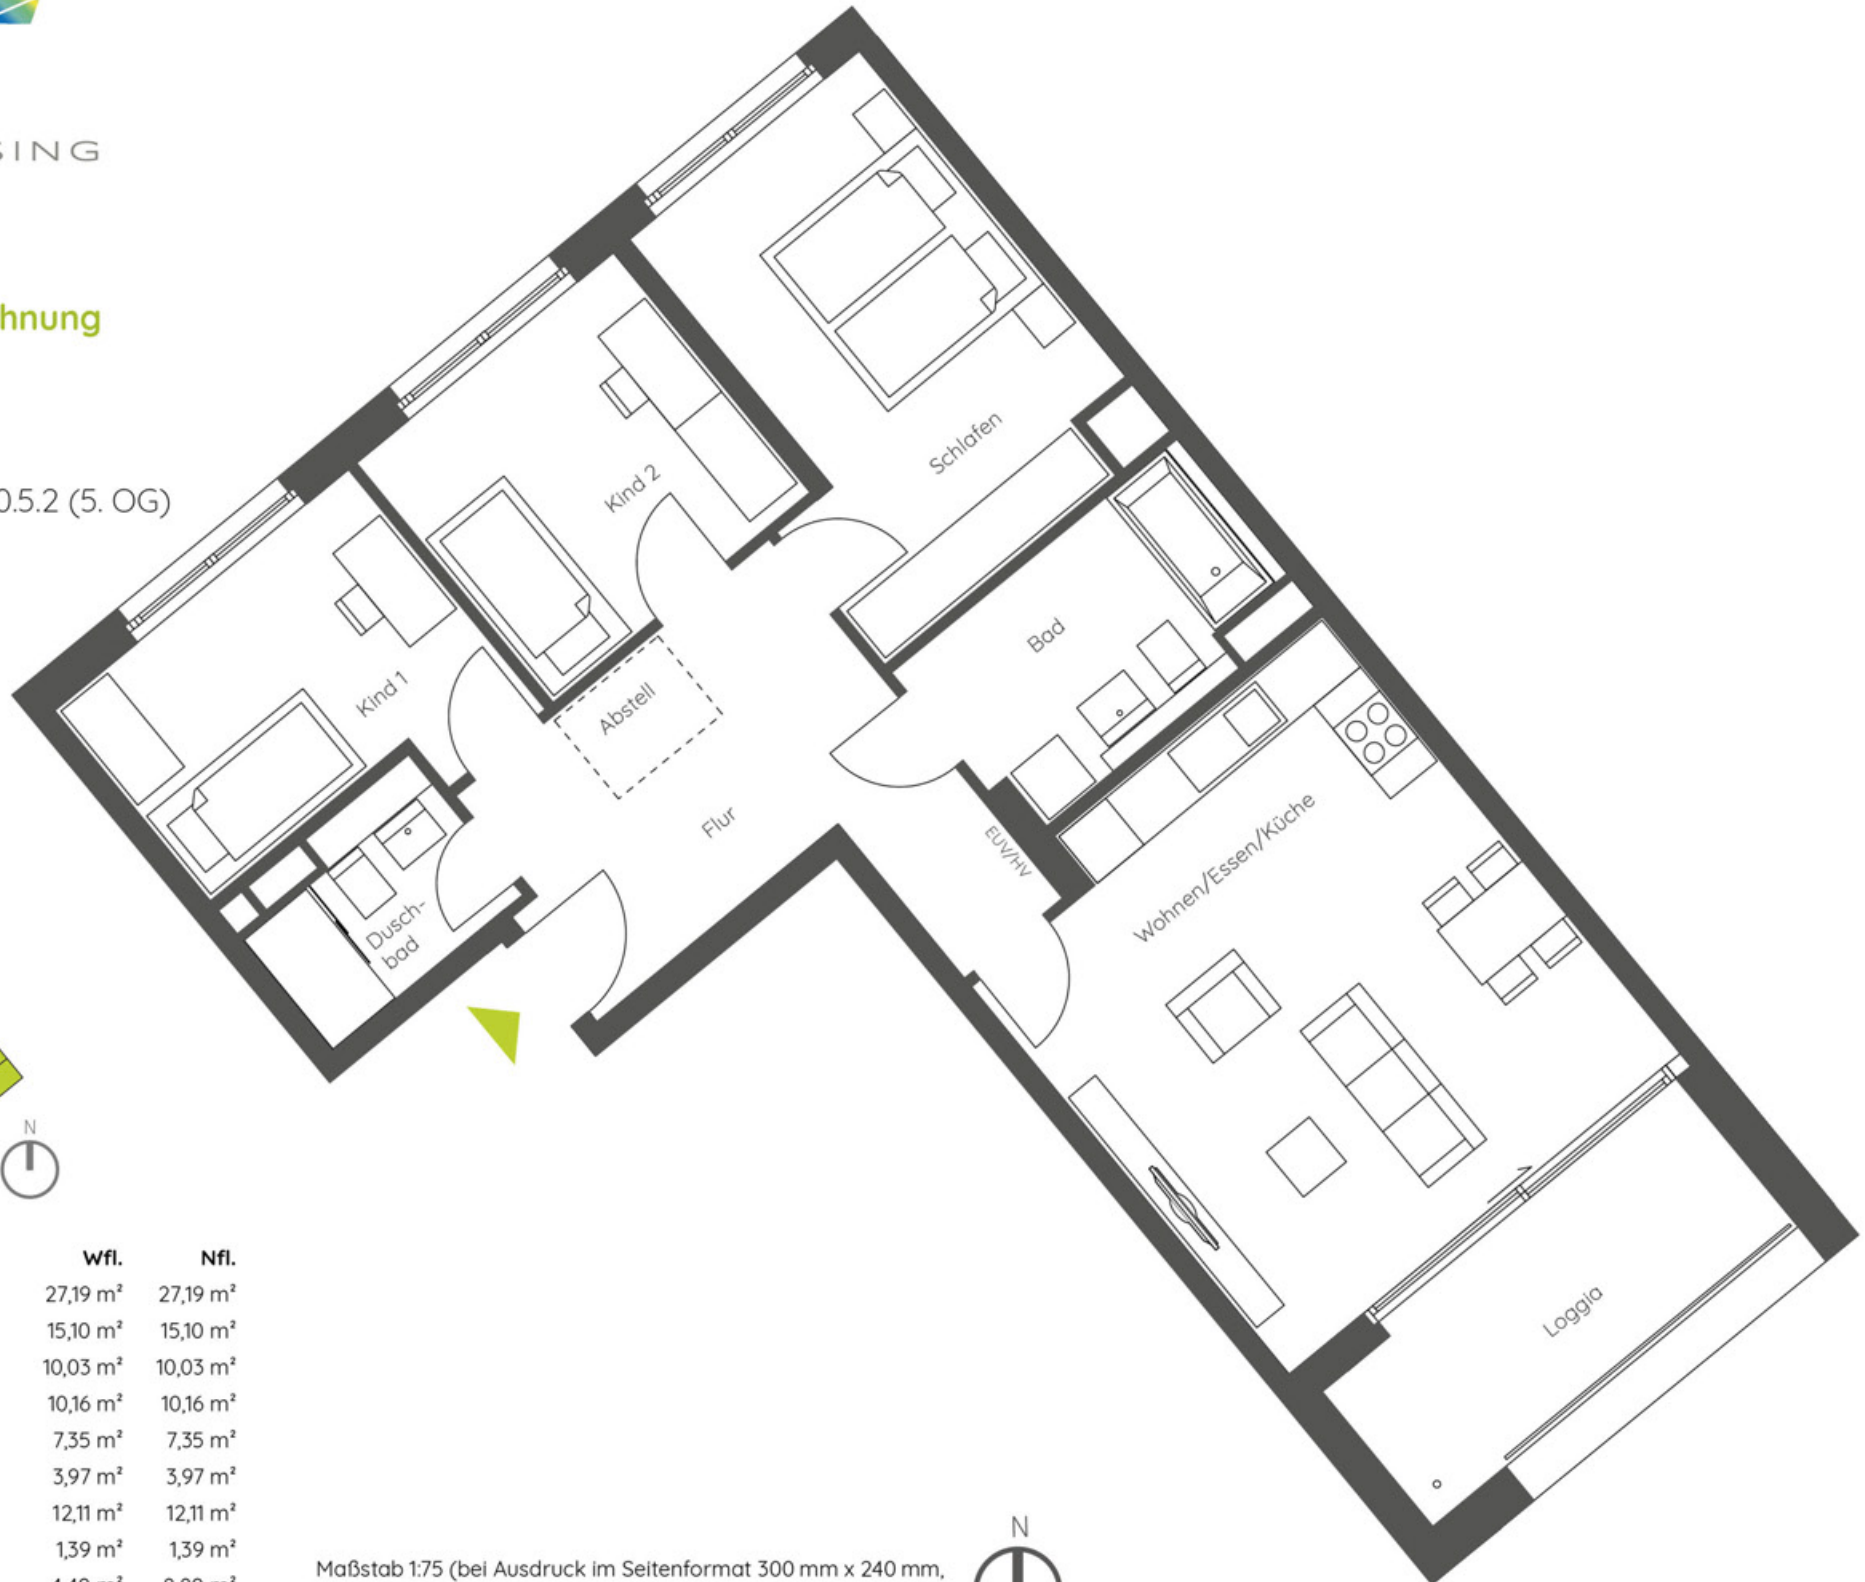 SING
hnung
0.5.2 (5. OG)
Schlafen
Kind 2
Kind 1
Bad
Abstell
Flur
EUV/HV
Wohnen/Essen/Küche
Dusch-
bad
Loggia
N
Wfl. Nfl.
27,19 m² 27,19 m²
15,10 m² 15,10 m²
10,03 m² 10,03 m²
10,16 m² 10,16 m²
7,35 m² 7,35 m²
3,97 m² 3,97 m²
12,11 m² 12,11 m²
1,39 m² 1,39 m²
N
Maßstab 1:75 (bei Ausdruck im Seitenformat 300 mm x 240 mm,